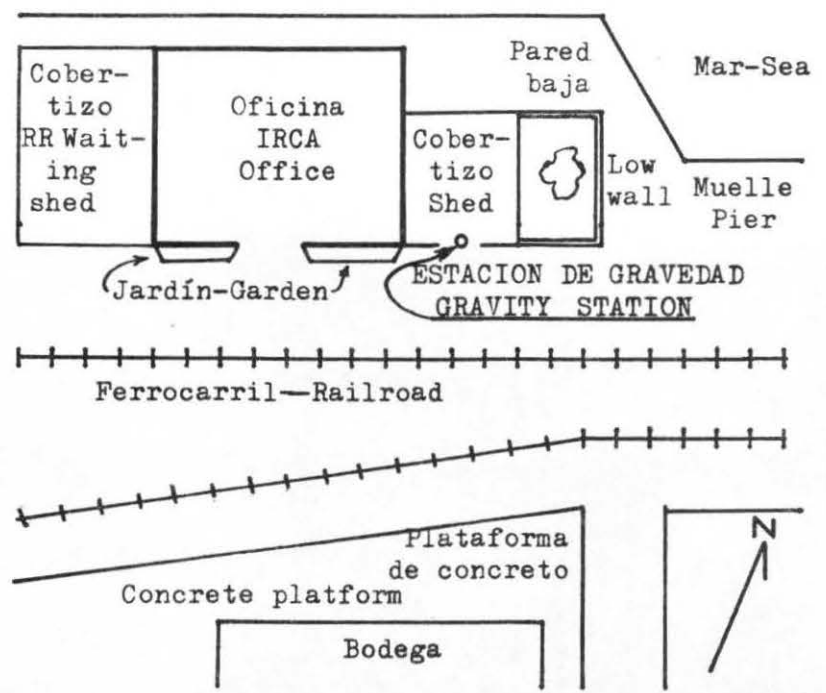 Cober-
tizo
RR Wait-
ing
shed
Oficina
IRCA
Office
Cober-
tizo
Shed
Pared
baja
Low
wall
Mar-Sea
Muelle
Pier
Jardín-Garden
ESTACION DE GRAVEDAD
GRAVITY STATION
Ferrocarril—Railroad
Plataforma
de concreto
Concrete platform
Bodega
N